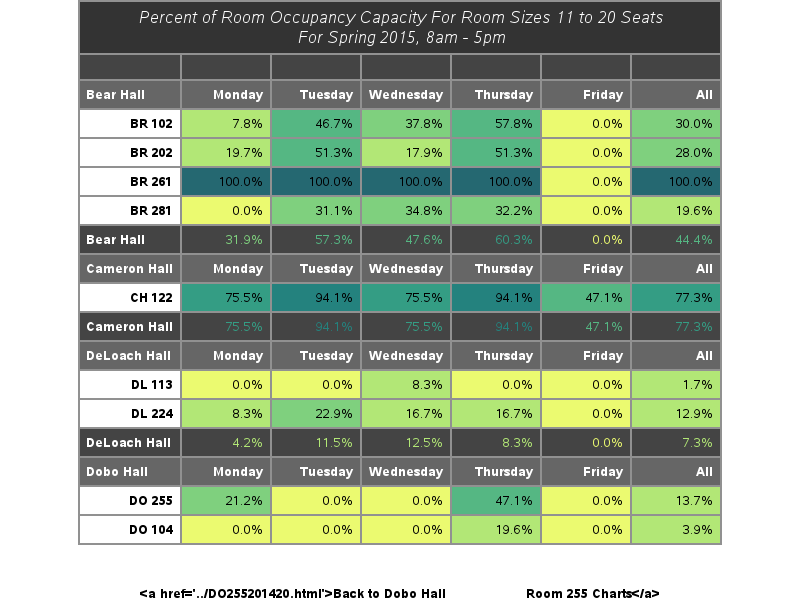 Percent of Room Occupancy Capacity For Room Sizes 11 to 20 Seats
For Spring 2015, 8am - 5pm
Bear Hall Monday Tuesday Wednesday Thursday Friday All
BR 102 7.8% 46.7% 37.8% 57.8% 0.0% 30.0%
BR 202 19.7% 51.3% 17.9% 51.3% 0.0% 28.0%
BR 261 100.0% 100.0% 100.0% 100.0% 0.0% 100.0%
BR 281 0.0% 31.1% 34.8% 32.2% 0.0% 19.6%
Bear Hall 31.9% 57.3% 47.6% 60.3% 0.0% 44.4%
Cameron Hall Monday Tuesday Wednesday Thursday Friday All
CH 122 75.5% 94.1% 75.5% 94.1% 47.1% 77.3%
Cameron Hall 75.5% 94.1% 75.5% 94.1% 47.1% 77.3%
DeLoach Hall Monday Tuesday Wednesday Thursday Friday All
DL 113 0.0% 0.0% 8.3% 0.0% 0.0% 1.7%
DL 224 8.3% 22.9% 16.7% 16.7% 0.0% 12.9%
DeLoach Hall 4.2% 11.5% 12.5% 8.3% 0.0% 7.3%
Dobo Hall Monday Tuesday Wednesday Thursday Friday All
DO 255 21.2% 0.0% 0.0% 47.1% 0.0% 13.7%
DO 104 0.0% 0.0% 0.0% 19.6% 0.0% 3.9%
<a href='../DO255201420.html'>Back to Dobo Hall Room 255 Charts</a>